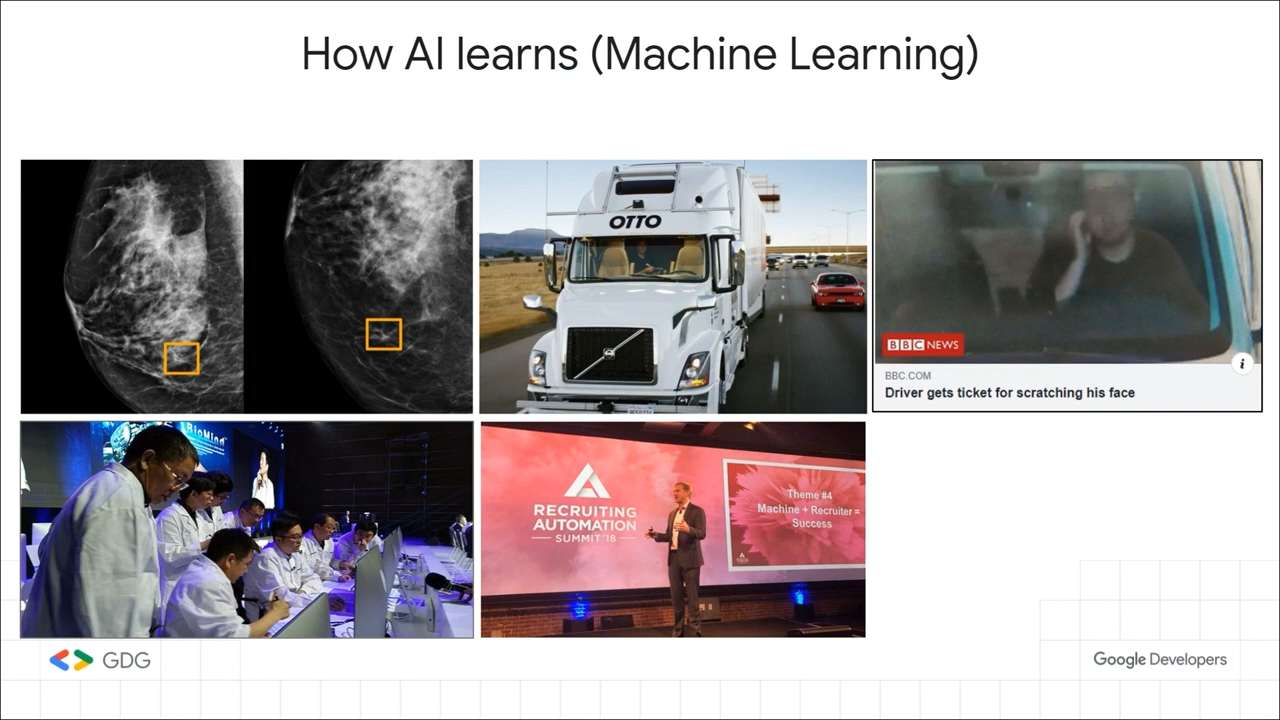 How AI learns (Machine Learning)
OTTO
BBC NEWS
BBC.COM
Driver gets ticket for scratching his face
BioMind
RECRUITING
AUTOMATION
SUMMIT'18
Theme #4
Machine + Recruiter =
Success
GDG
Google Developers